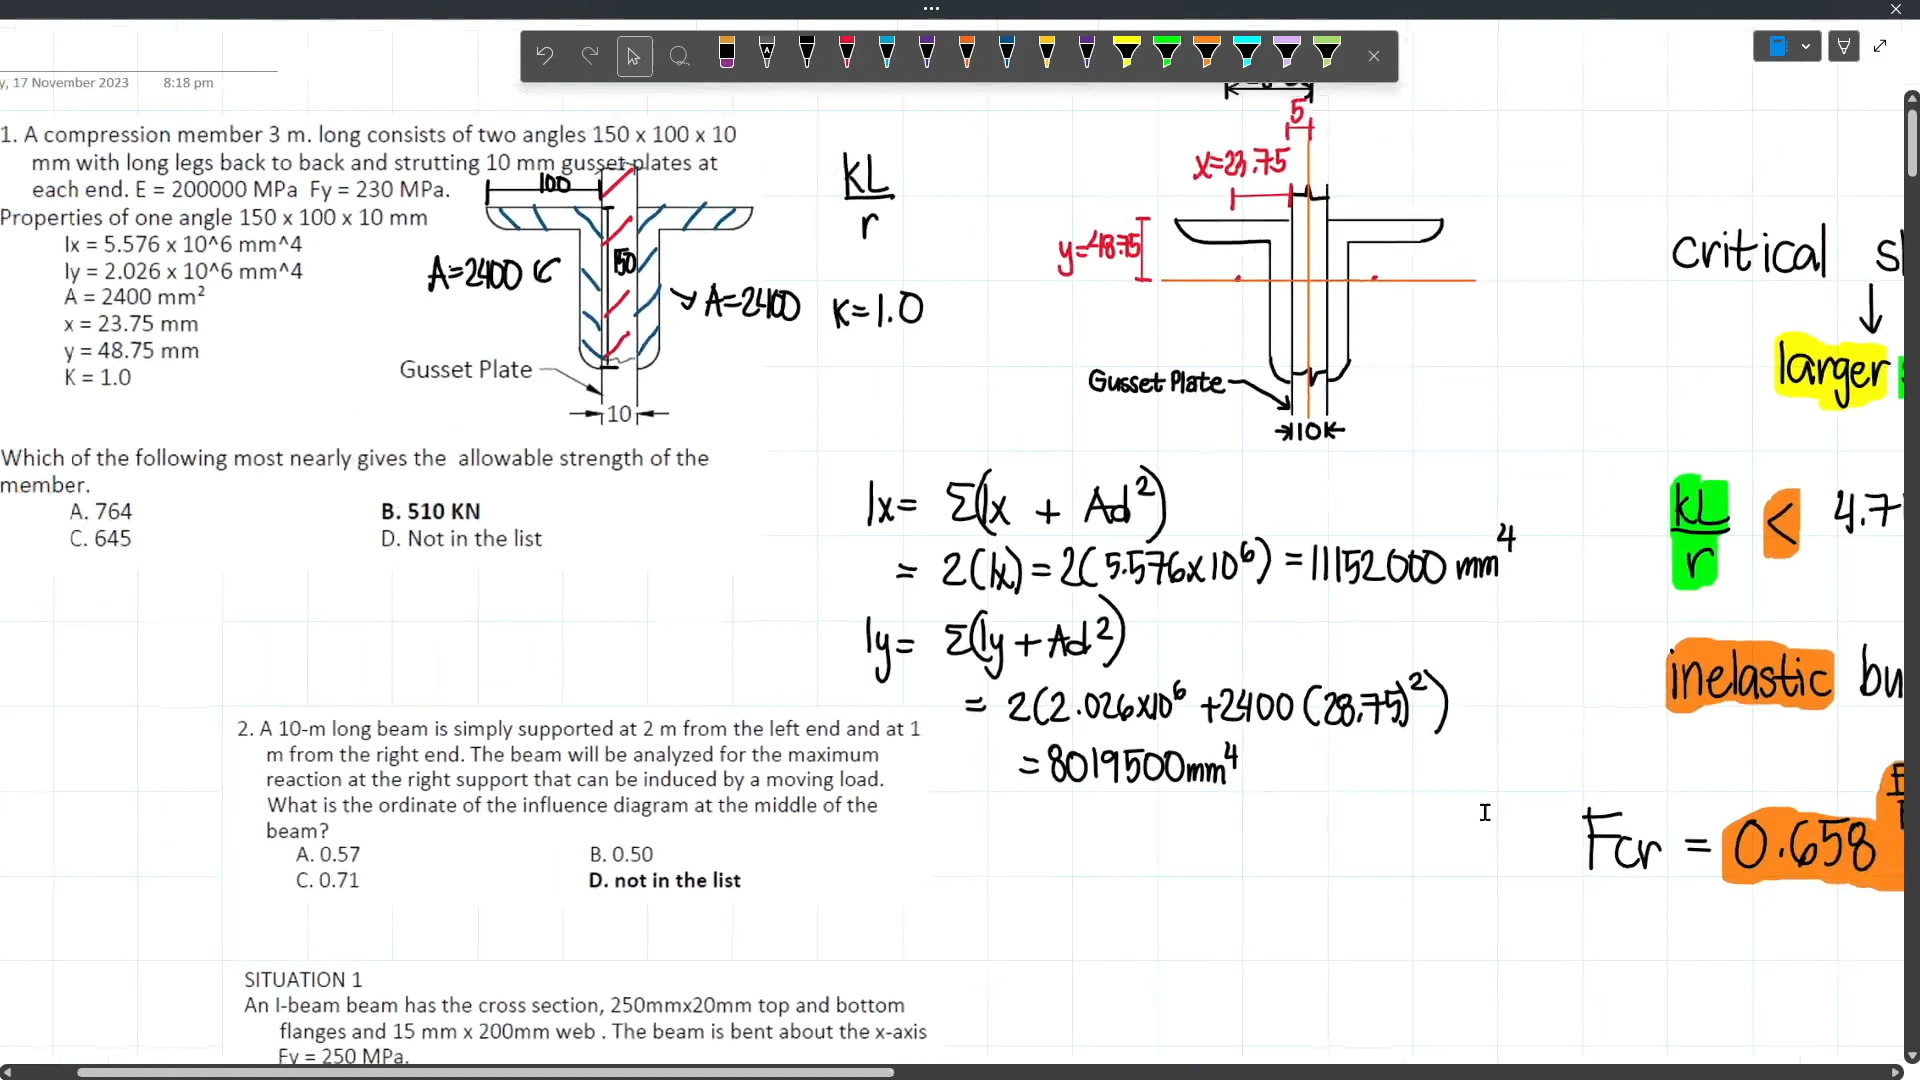 y, 17 November 2023 8:18 pm
1. A compression member 3 m. long consists of two angles 150 x 100 x 10
mm with long legs back to back and strutting 10 mm gusset plates at
each end. E = 200000 MPa Fy = 230 MPa.
Properties of one angle 150 x 100 x 10 mm
Ix = 5.576 x 10^6 mm^4
Iy = 2.026 x 10^6 mm^4
A = 2400 mm²
x = 23.75 mm
y = 48.75 mm
K = 1.0
100
150
A=2400
A=2400
Gusset Plate
10
kL
r
K=1.0
Which of the following most nearly gives the allowable strength of the
member.
A. 764 B. 510 KN
C. 645 D. Not in the list
5
x=23.75
y=48.75
Gusset Plate
10
Ix= Σ(Ix + Ad²)
= 2(Ix) = 2(5.576x10⁶) = 11152000 mm⁴
Iy= Σ(Iy + Ad²)
= 2(2.026x10⁶ +2400 (28.75)²)
= 8019500mm⁴
critical
larger
kL
r
< 4.7
inelastic bu
Fcr = 0.658
2. A 10-m long beam is simply supported at 2 m from the left end and at 1
m from the right end. The beam will be analyzed for the maximum
reaction at the right support that can be induced by a moving load.
What is the ordinate of the influence diagram at the middle of the
beam?
A. 0.57 B. 0.50
C. 0.71 D. not in the list
SITUATION 1
An I-beam beam has the cross section, 250mmx20mm top and bottom
flanges and 15 mm x 200mm web . The beam is bent about the x-axis
Fy = 250 MPa.